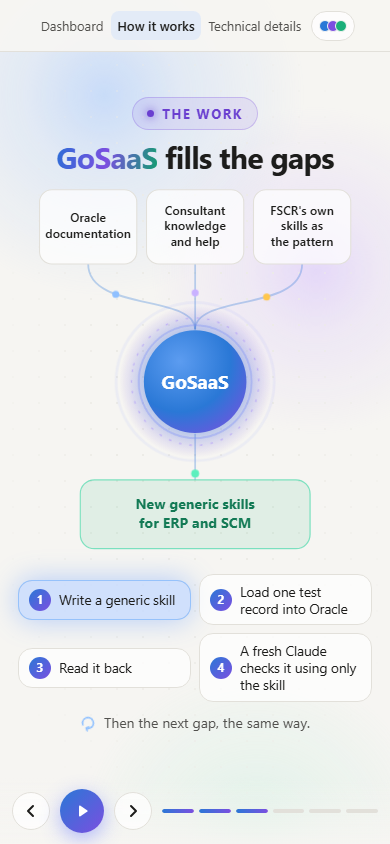 Dashboard
How it works
Technical details
THE WORK
GoSaaS fills the gaps
Oracle
documentation
Consultant
knowledge
and help
FSCR's own
skills as
the pattern
GoSaaS
New generic skills
for ERP and SCM
1
Write a generic skill
2
Load one test
record into Oracle
3
Read it back
4
A fresh Claude
checks it using only
the skill
Then the next gap, the same way.